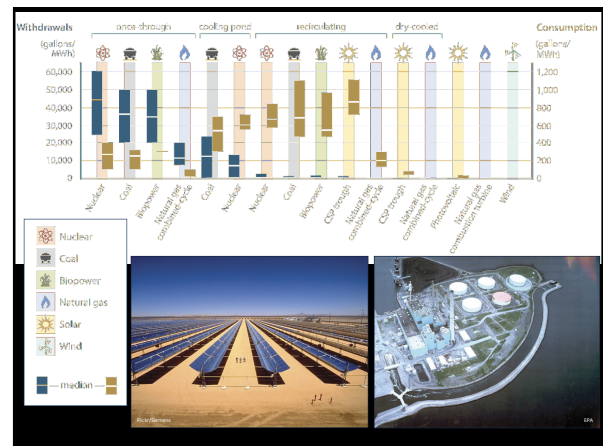 Withdrawals
once-through
cooling pond
recirculating
dry-cooled
Consumption
(gallons/
MWh)
(gallons/
MWh)
60,000
50,000
40,000
30,000
20,000
10,000
0
1,200
1,000
800
600
400
200
0
Nuclear
Coal
Biopower
Natural gas
combined-cycle
Coal
Nuclear
Nuclear
Coal
Biopower
CSP trough
Natural gas
combined-cycle
CSP trough
Natural gas
combined-cycle
Photovoltaic
Natural gas
combustion turbine
Wind
Nuclear
Coal
Biopower
Natural gas
Solar
Wind
median
Flickr/Siemens
EPA